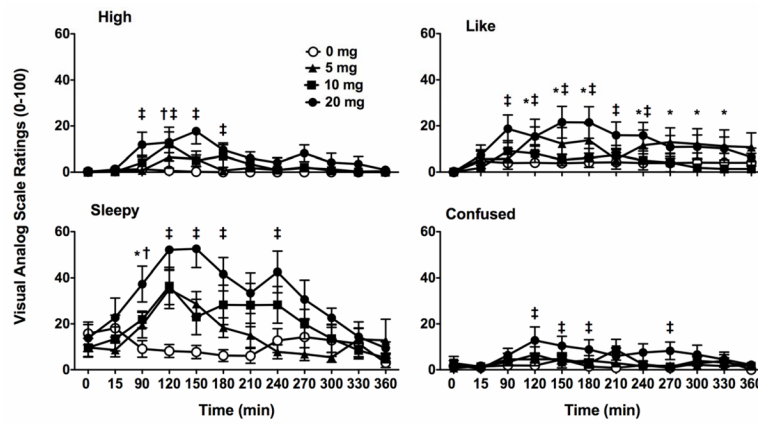 High
Like
60
40
20
0
‡ †‡ ‡ ‡
0 mg
5 mg
10 mg
20 mg
60
40
20
0
‡ *‡ *‡ *‡ ‡ *‡ * * *
Visual Analog Scale Ratings (0-100)
Sleepy
Confused
60
40
20
0
*† ‡ ‡ ‡ ‡
60
40
20
0
‡ ‡ ‡ ‡
0 15 90 120 150 180 210 240 270 300 330 360
0 15 90 120 150 180 210 240 270 300 330 360
Time (min)
Time (min)